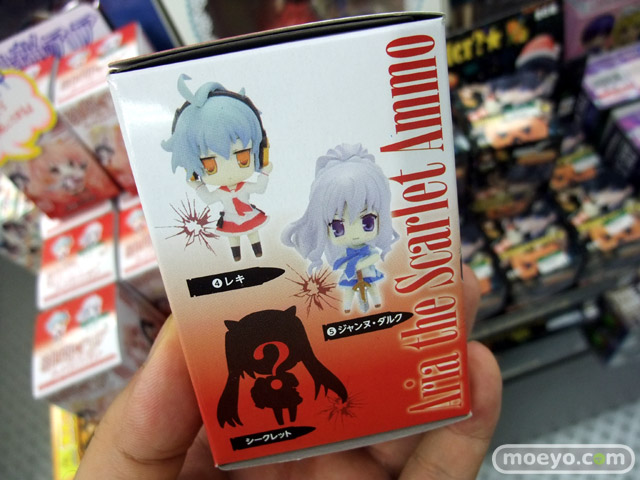 Aria the Scarlet Ammo
④レキ
⑤ジャンヌ・ダルク
?
シークレット
moeyo.com